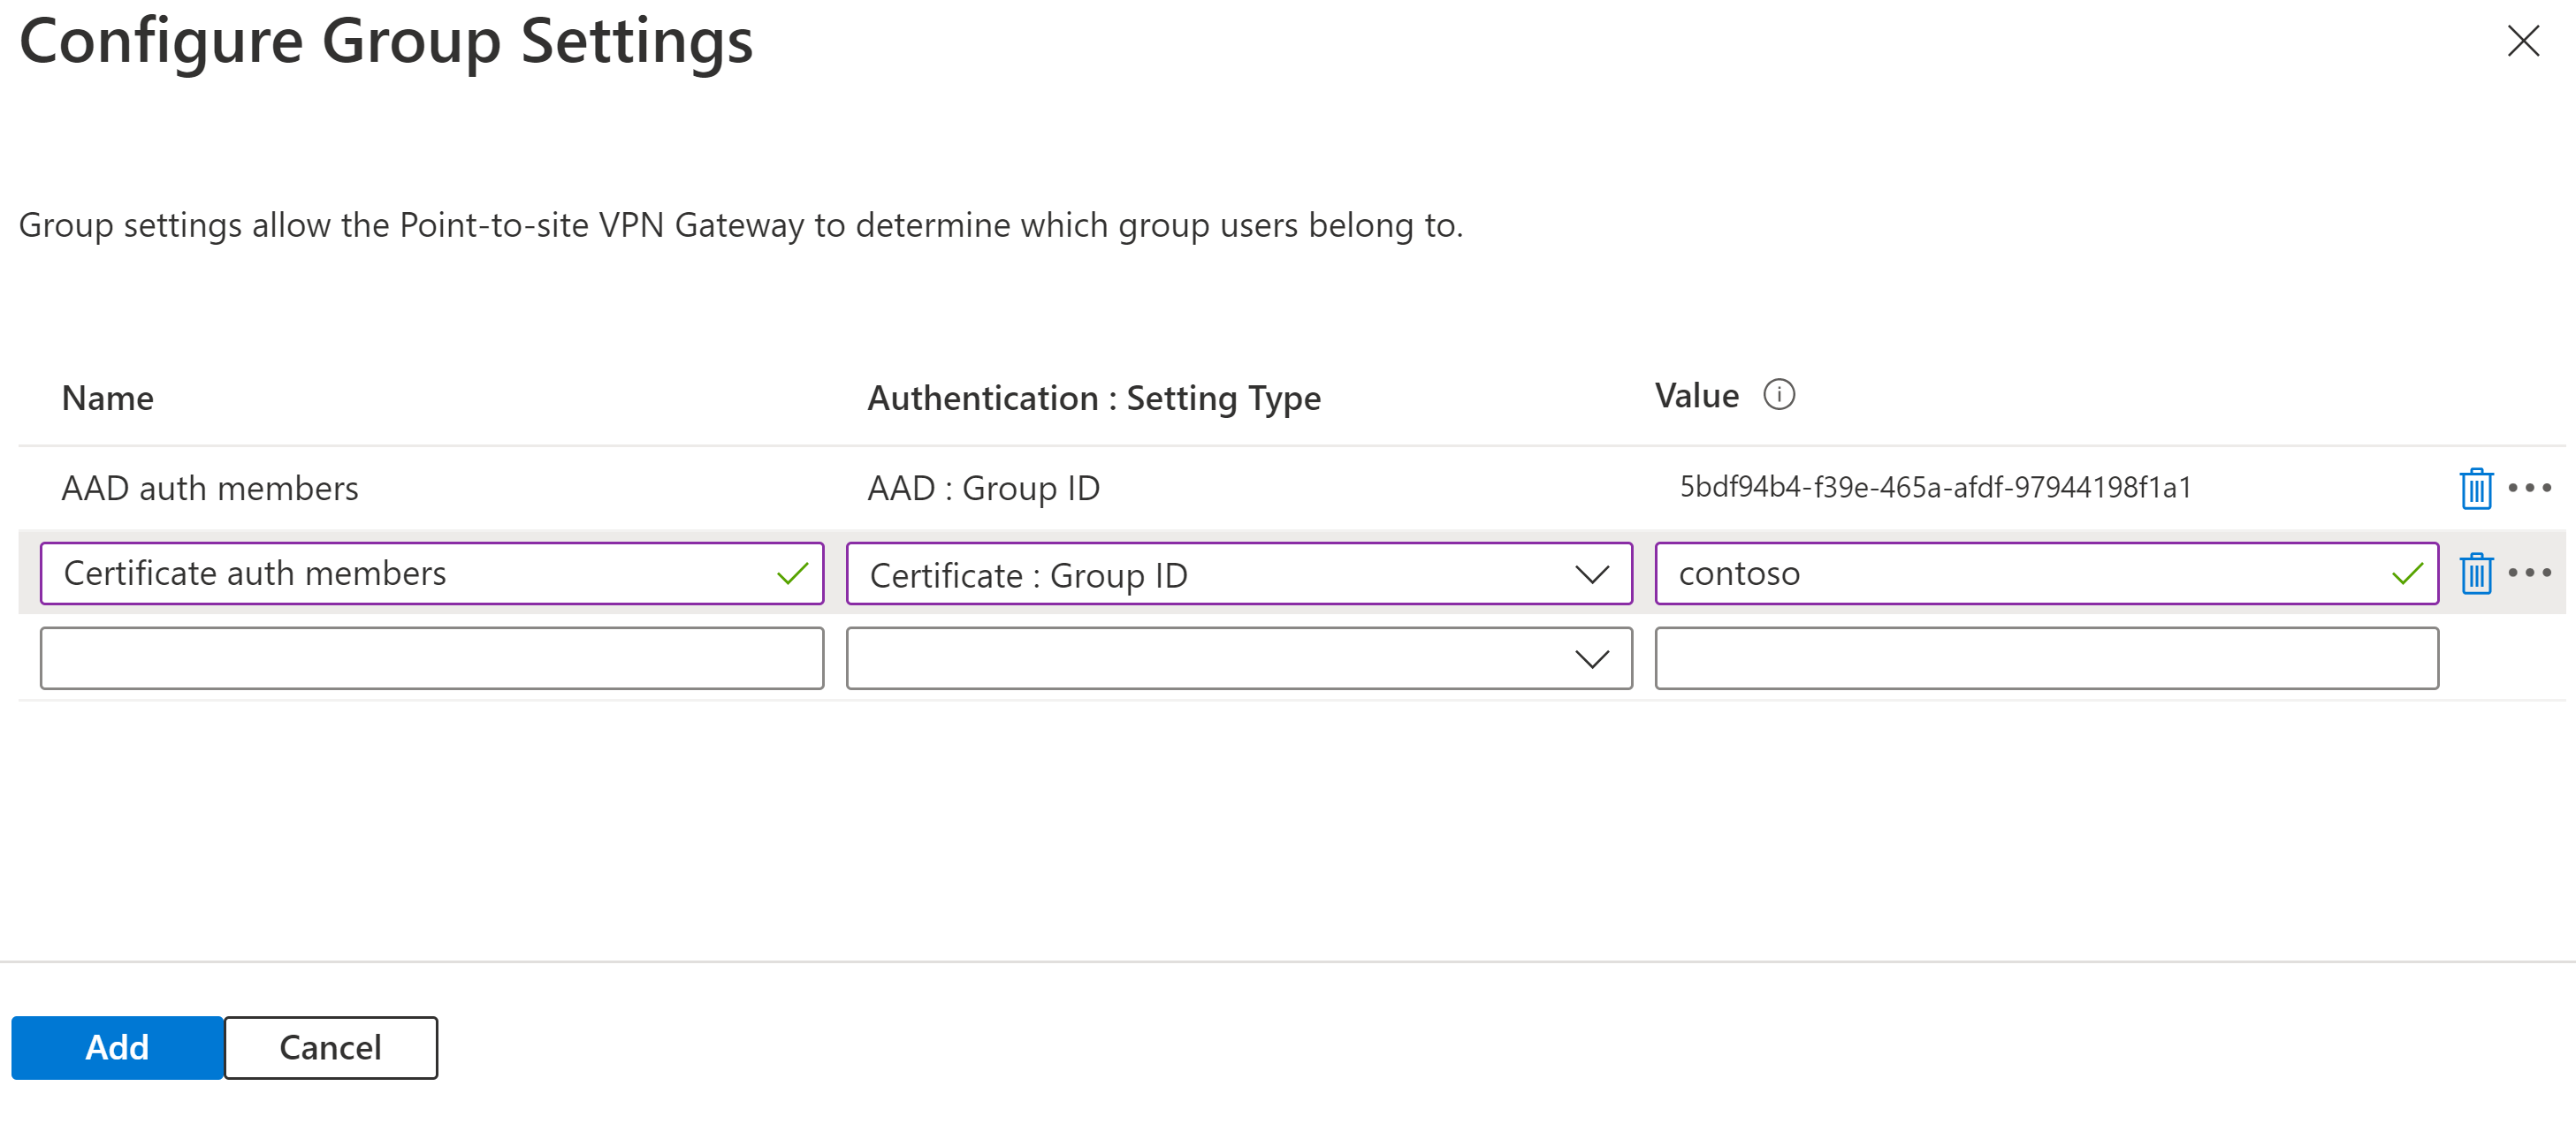 Configure Group Settings
Group settings allow the Point-to-site VPN Gateway to determine which group users belong to.
Name Authentication : Setting Type Value
AAD auth members AAD : Group ID 5bdf94b4-f39e-465a-afdf-97944198f1a1
Certificate auth members Certificate : Group ID contoso
Add Cancel